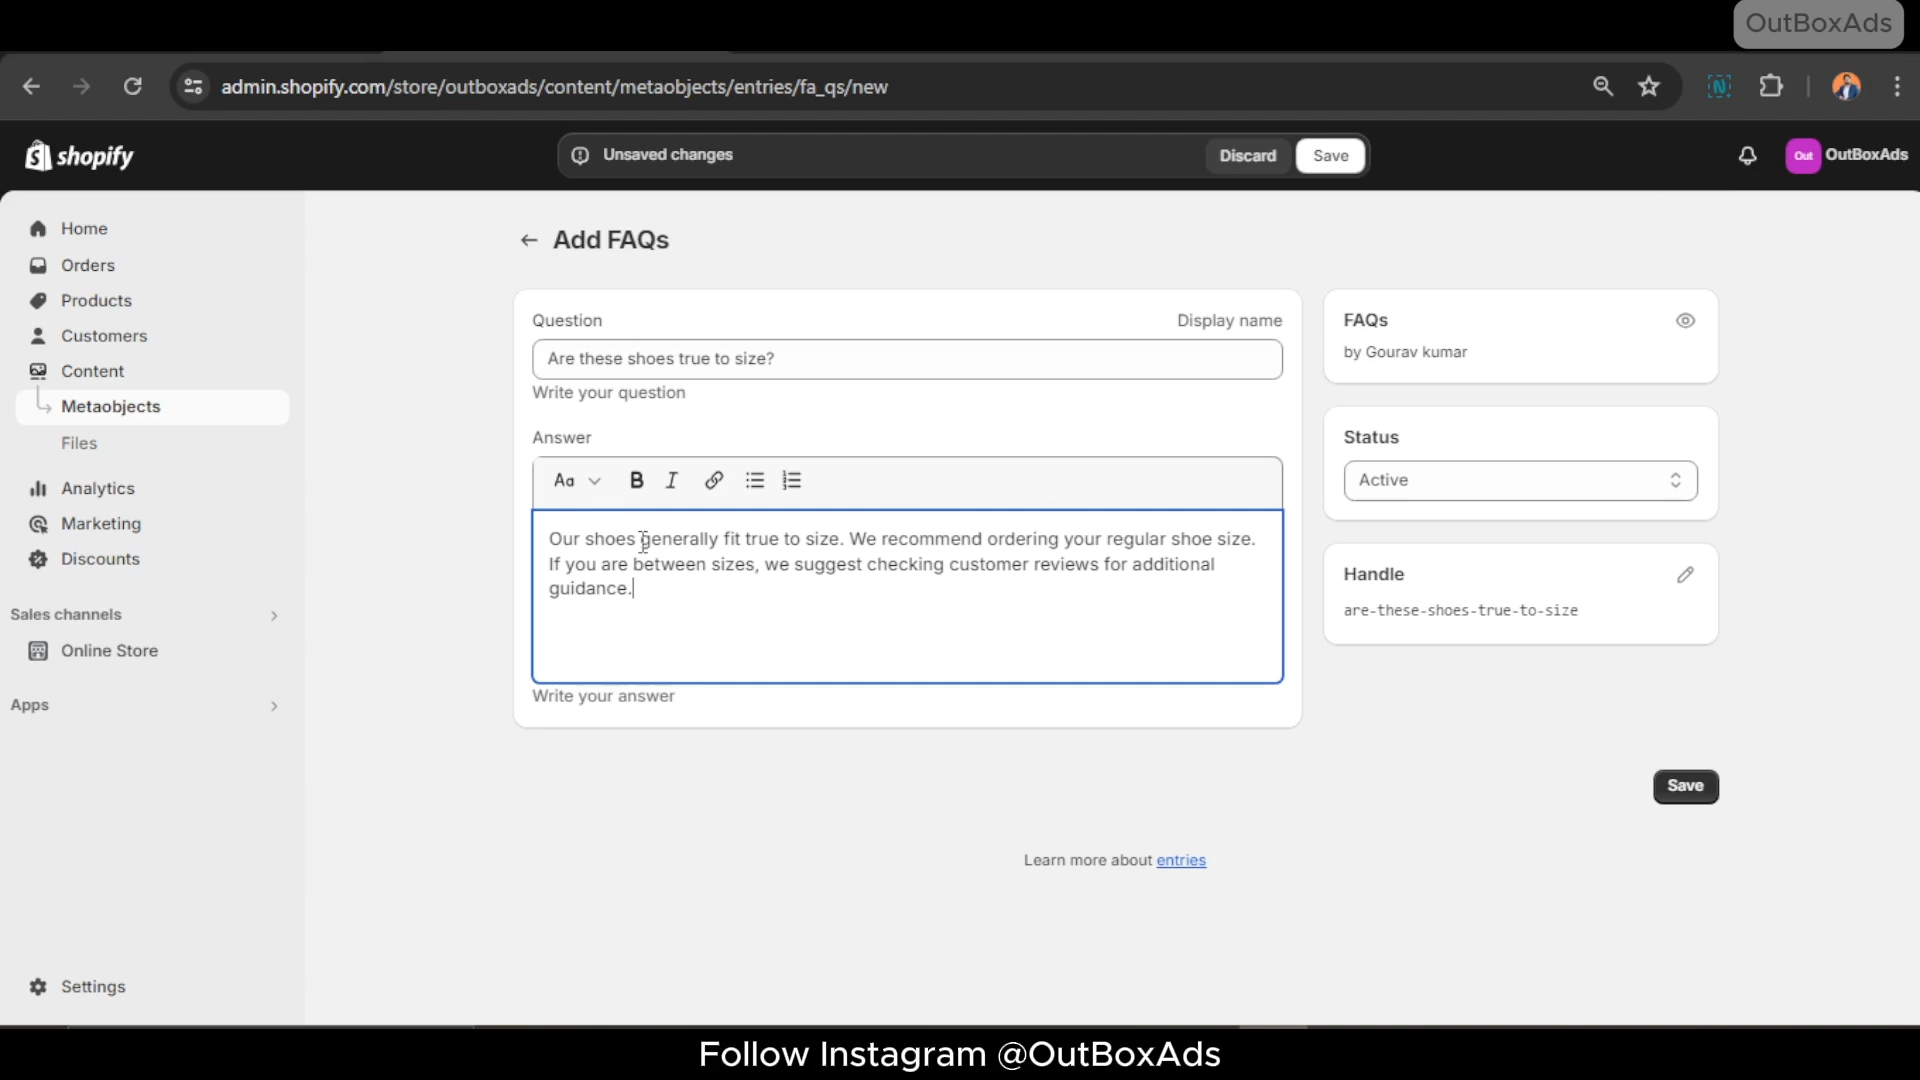 OutBoxAds
admin.shopify.com/store/outboxads/content/metaobjects/entries/fa_qs/new
shopify
Unsaved changes
Discard
Save
Out
OutBoxAds
Home
Orders
Products
Customers
Content
Metaobjects
Files
Analytics
Marketing
Discounts
Sales channels
Online Store
Apps
Settings
Add FAQs
Question
Display name
Are these shoes true to size?
Write your question
Answer
Aa
B
I
Our shoes generally fit true to size. We recommend ordering your regular shoe size.
If you are between sizes, we suggest checking customer reviews for additional
guidance.
Write your answer
FAQs
by Gourav kumar
Status
Active
Handle
are-these-shoes-true-to-size
Save
Learn more about entries
Follow Instagram @OutBoxAds